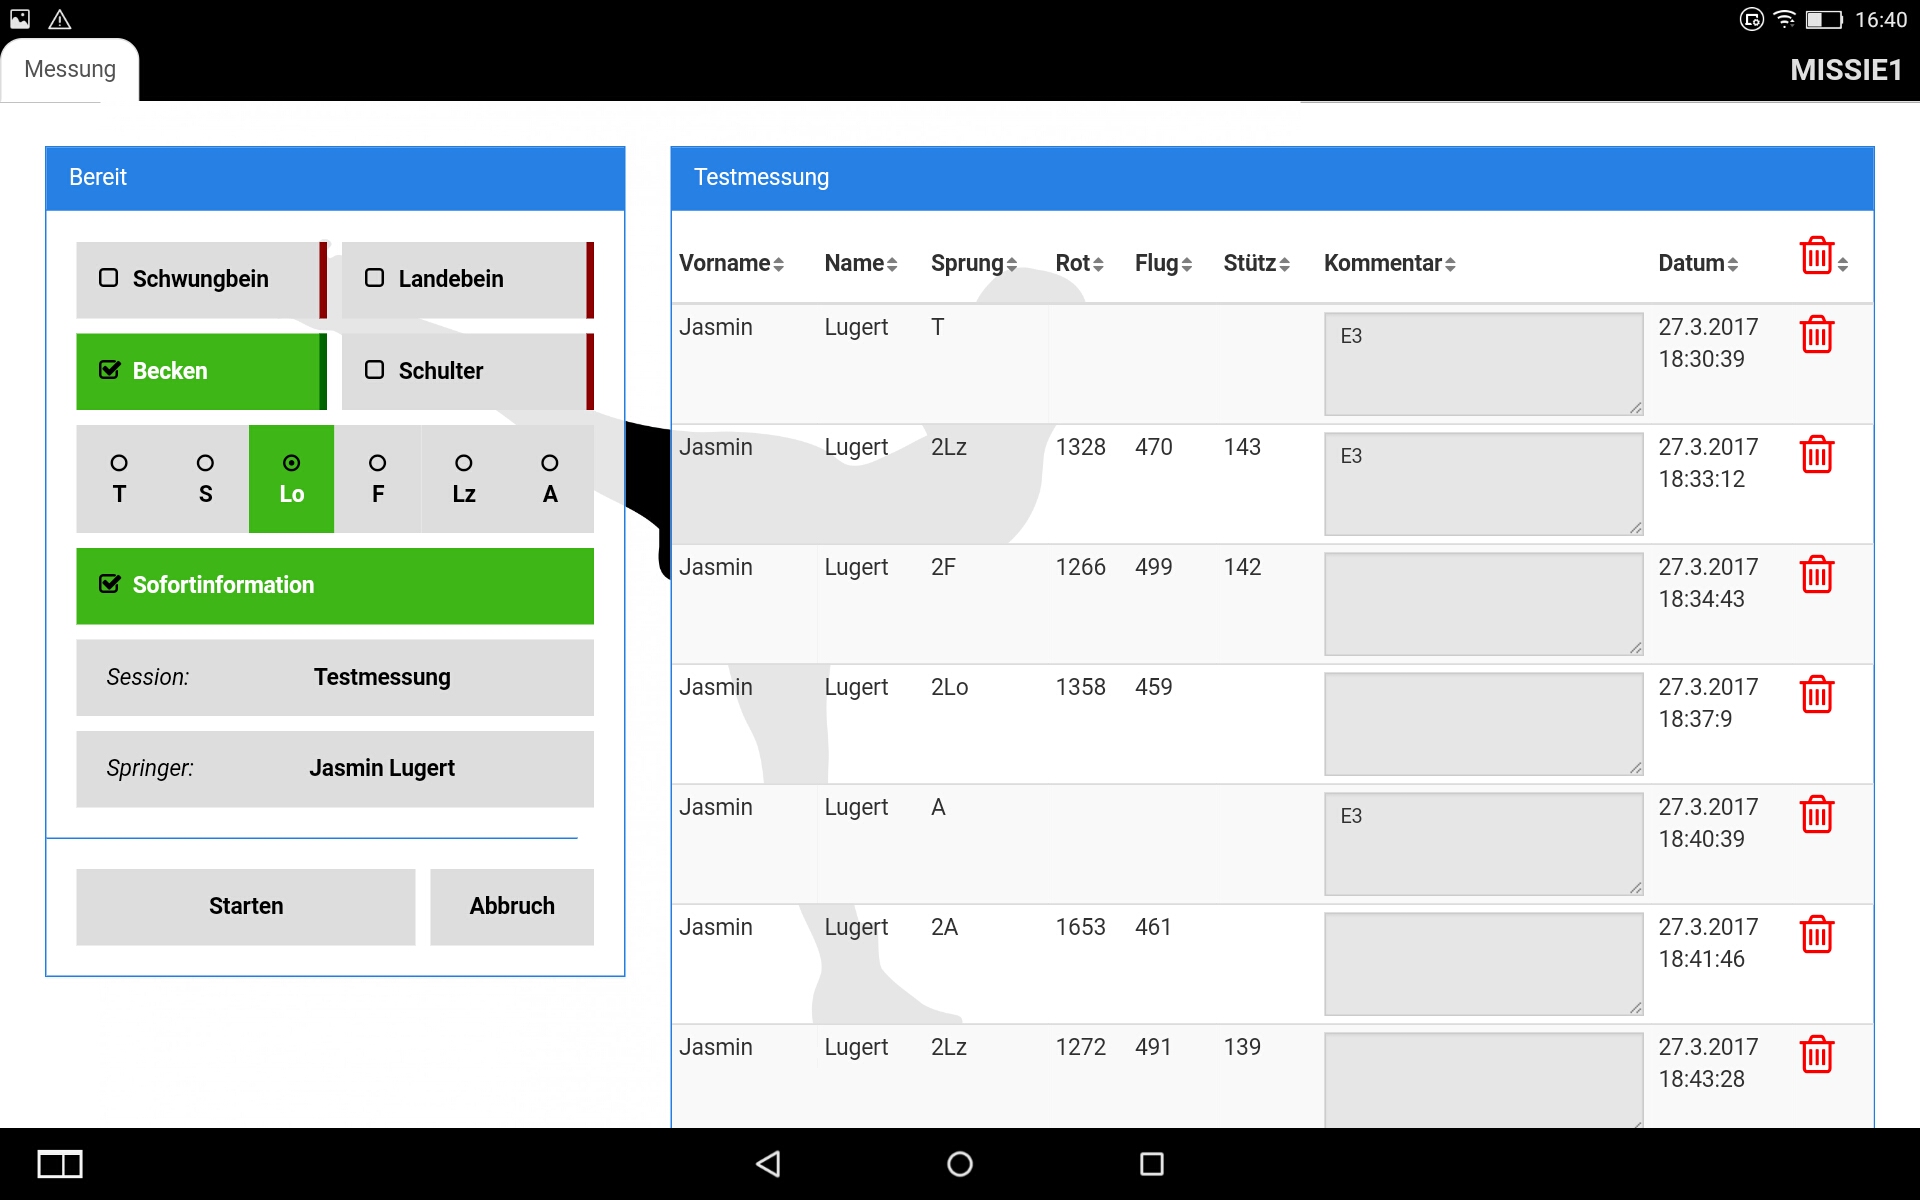 16:40
Messung
MISSIE1
Bereit
Schwungbein Landebein
Becken Schulter
T S Lo F Lz A
Sofortinformation
Session: Testmessung
Springer: Jasmin Lugert
Starten Abbruch
Testmessung
Vorname Name Sprung Rot Flug Stütz Kommentar Datum
Jasmin Lugert T E3 27.3.2017
18:30:39
Jasmin Lugert 2Lz 1328 470 143 E3 27.3.2017
18:33:12
Jasmin Lugert 2F 1266 499 142 27.3.2017
18:34:43
Jasmin Lugert 2Lo 1358 459 27.3.2017
18:37:9
Jasmin Lugert A E3 27.3.2017
18:40:39
Jasmin Lugert 2A 1653 461 27.3.2017
18:41:46
Jasmin Lugert 2Lz 1272 491 139 27.3.2017
18:43:28